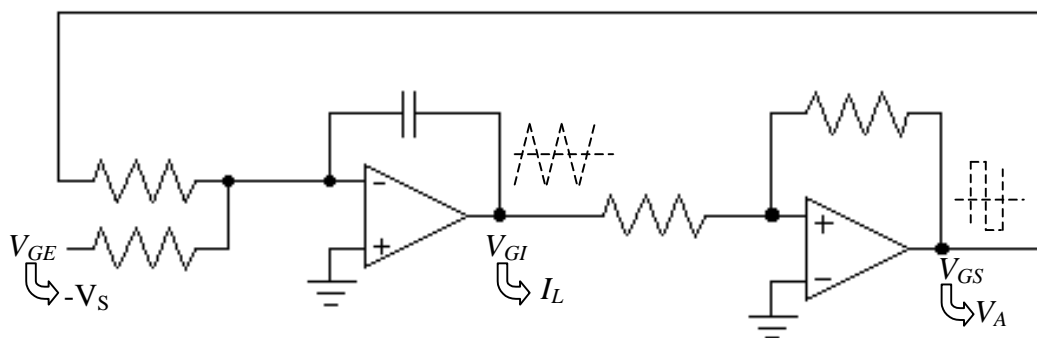 -
+
+
-
V_GE
-V_S
V_GI
I_L
V_GS
V_A